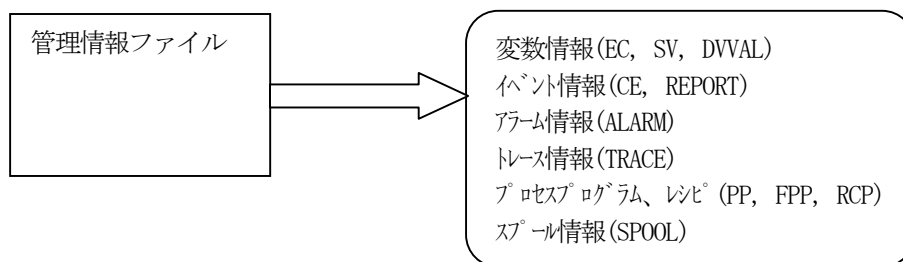 管理情報ファイル
変数情報(EC, SV, DVVAL)
ｲﾍﾞﾝﾄ情報(CE, REPORT)
ｱﾗｰﾑ情報(ALARM)
ﾄﾚｰｽ情報(TRACE)
ﾌﾟﾛｾｽﾌﾟﾛｸﾞﾗﾑ、ﾚｼﾋﾟ(PP, FPP, RCP)
ｽﾌﾟｰﾙ情報(SPOOL)